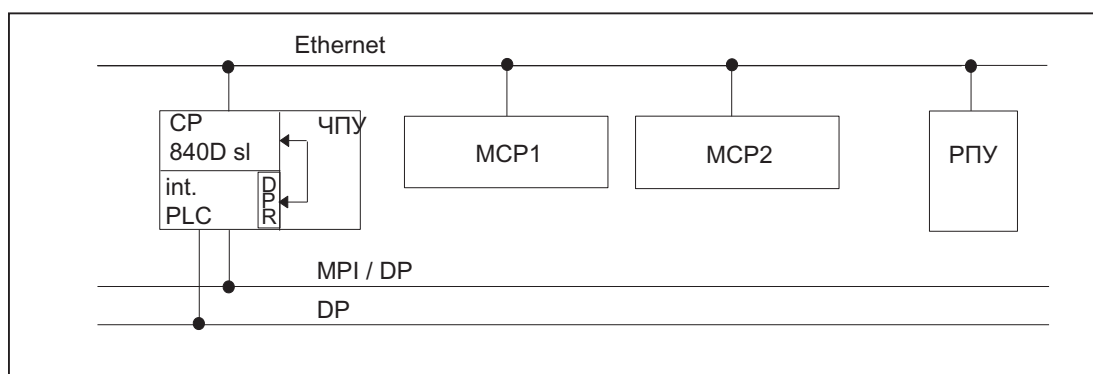 Ethernet
CP
840D sl
ЧПУ
int.
PLC
D
P
R
MCP1
MCP2
РПУ
MPI / DP
DP